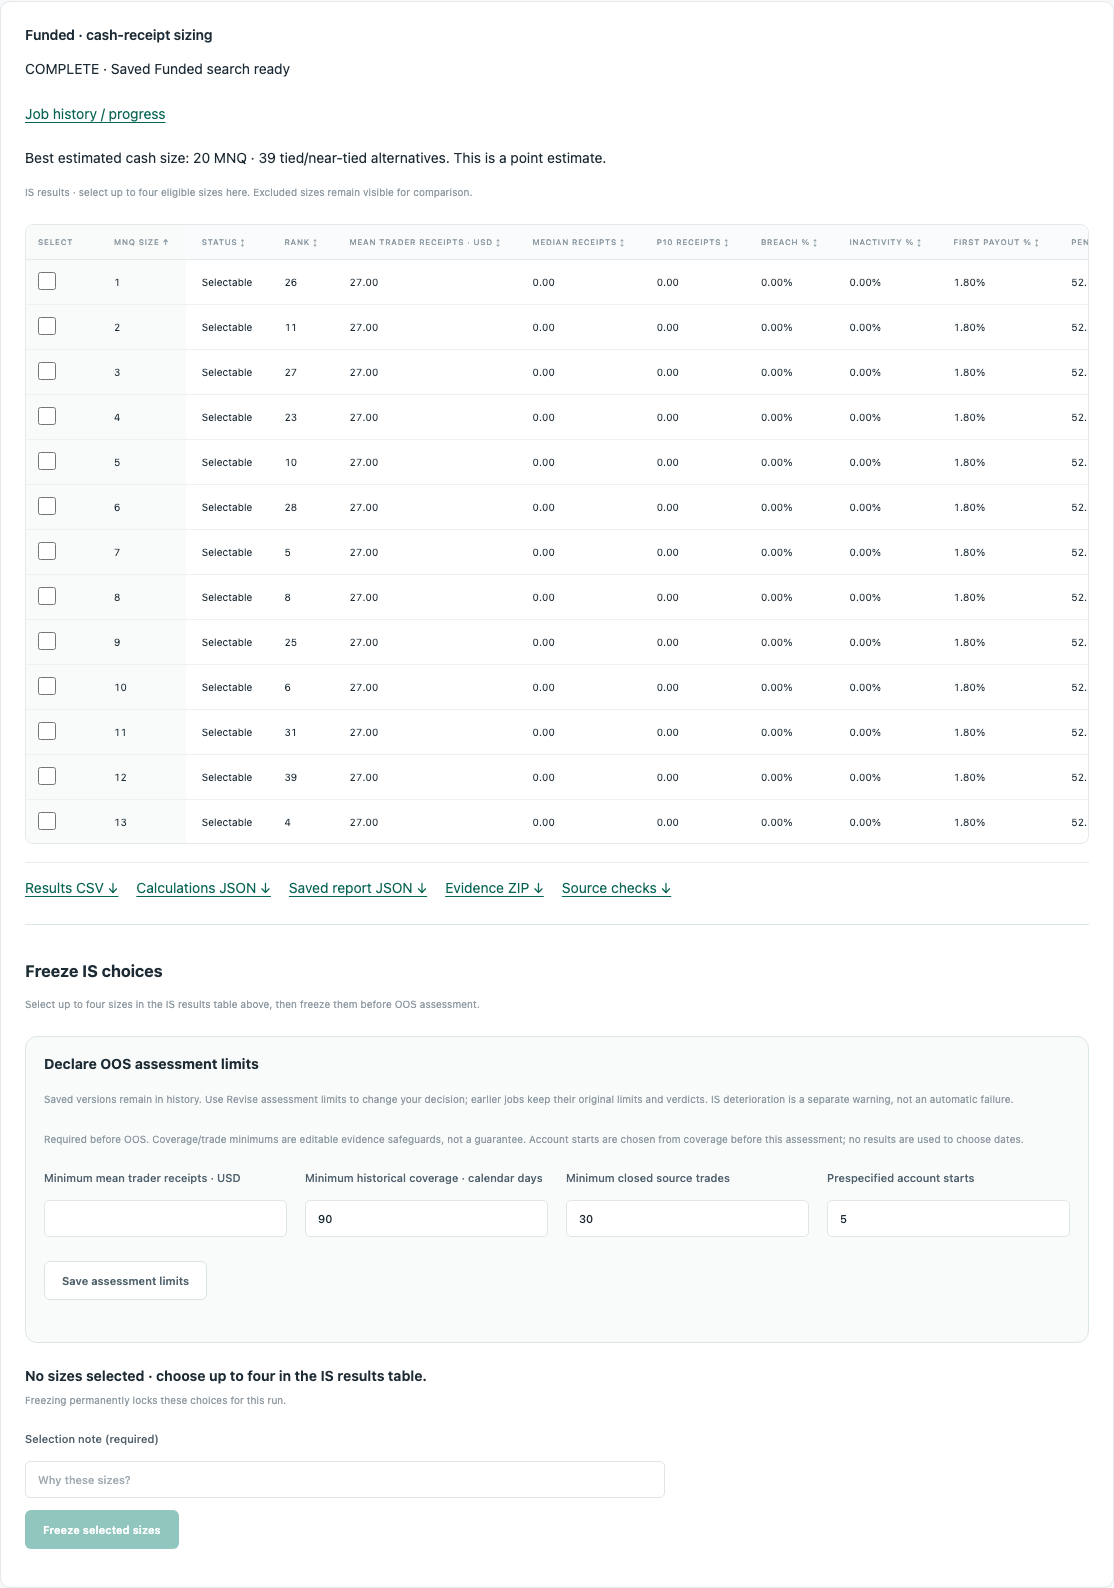 Funded · cash-receipt sizing
COMPLETE · Saved Funded search ready
Job history / progress
Best estimated cash size: 20 MNQ · 39 tied/near-tied alternatives. This is a point estimate.
IS results · select up to four eligible sizes here. Excluded sizes remain visible for comparison.
SELECT MNQ SIZE ↑ STATUS ↕ RANK ↕ MEAN TRADER RECEIPTS · USD ↕ MEDIAN RECEIPTS ↕ P10 RECEIPTS ↕ BREACH % ↕ INACTIVITY % ↕ FIRST PAYOUT % ↕ PEN
1 Selectable 26 27.00 0.00 0.00 0.00% 0.00% 1.80% 52.
2 Selectable 11 27.00 0.00 0.00 0.00% 0.00% 1.80% 52.
3 Selectable 27 27.00 0.00 0.00 0.00% 0.00% 1.80% 52.
4 Selectable 23 27.00 0.00 0.00 0.00% 0.00% 1.80% 52.
5 Selectable 10 27.00 0.00 0.00 0.00% 0.00% 1.80% 52.
6 Selectable 28 27.00 0.00 0.00 0.00% 0.00% 1.80% 52.
7 Selectable 5 27.00 0.00 0.00 0.00% 0.00% 1.80% 52.
8 Selectable 8 27.00 0.00 0.00 0.00% 0.00% 1.80% 52.
9 Selectable 25 27.00 0.00 0.00 0.00% 0.00% 1.80% 52.
10 Selectable 6 27.00 0.00 0.00 0.00% 0.00% 1.80% 52.
11 Selectable 31 27.00 0.00 0.00 0.00% 0.00% 1.80% 52.
12 Selectable 39 27.00 0.00 0.00 0.00% 0.00% 1.80% 52.
13 Selectable 4 27.00 0.00 0.00 0.00% 0.00% 1.80% 52.
Results CSV ↓ Calculations JSON ↓ Saved report JSON ↓ Evidence ZIP ↓ Source checks ↓
Freeze IS choices
Select up to four sizes in the IS results table above, then freeze them before OOS assessment.
Declare OOS assessment limits
Saved versions remain in history. Use Revise assessment limits to change your decision; earlier jobs keep their original limits and verdicts. IS deterioration is a separate warning, not an automatic failure.
Required before OOS. Coverage/trade minimums are editable evidence safeguards, not a guarantee. Account starts are chosen from coverage before this assessment; no results are used to choose dates.
Minimum mean trader receipts · USD Minimum historical coverage · calendar days Minimum closed source trades Prespecified account starts
90 30 5
Save assessment limits
No sizes selected · choose up to four in the IS results table.
Freezing permanently locks these choices for this run.
Selection note (required)
Why these sizes?
Freeze selected sizes